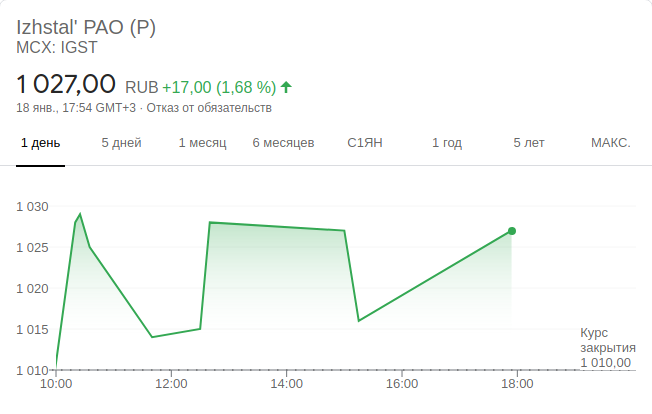 Izhstal' PAO (P)
MCX: IGST
1 027,00 RUB +17,00 (1,68 %)
18 янв., 17:54 GMT+3 · Отказ от обязательств
1 день 5 дней 1 месяц 6 месяцев С1ЯН 1 год 5 лет МАКС.
1 030
1 025
1 020
1 015
Курс
закрытия
1 010,00
1 010
10:00 12:00 14:00 16:00 18:00